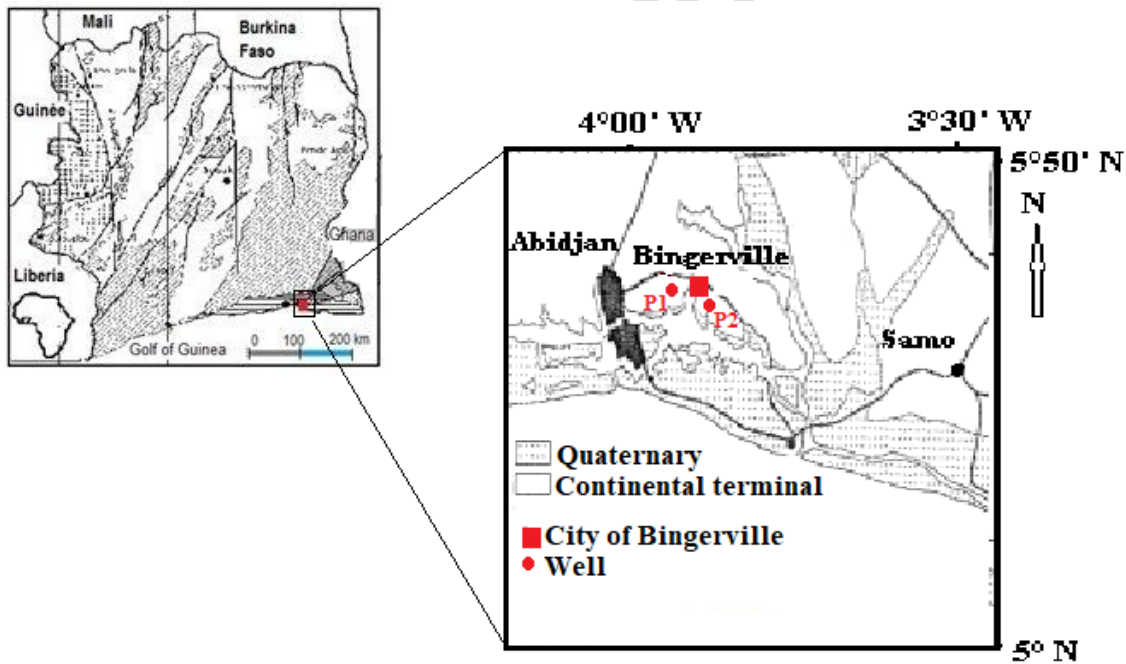 Mali
Burkina
Faso
Guinée
Ghana
Liberia
0 100 200 km
Golf of Guinea
4°00' W
3°30' W
5°50' N
N
Abidjan
Bingerville
P1
P2
Samo
Quaternary
Continental terminal
City of Bingerville
Well
5° N